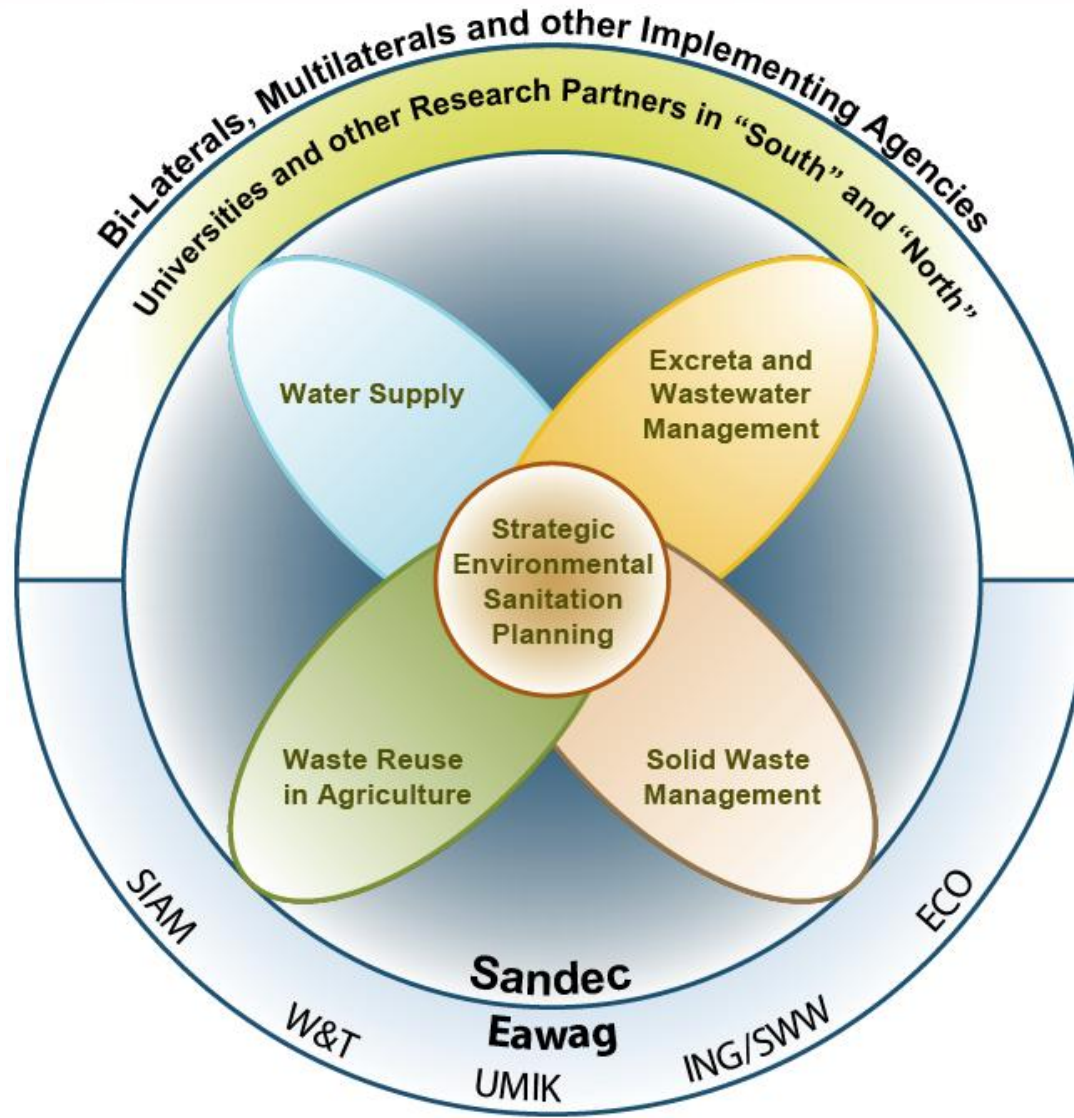 Bi-Laterals, Multilaterals and other Implementing Agencies
Universities and other Research Partners in “South” and “North”
Water Supply
Excreta and
Wastewater
Management
Strategic
Environmental
Sanitation
Planning
Waste Reuse
in Agriculture
Solid Waste
Management
Sandec
Eawag
SIAM
W&T
UMIK
ING/SWW
ECO